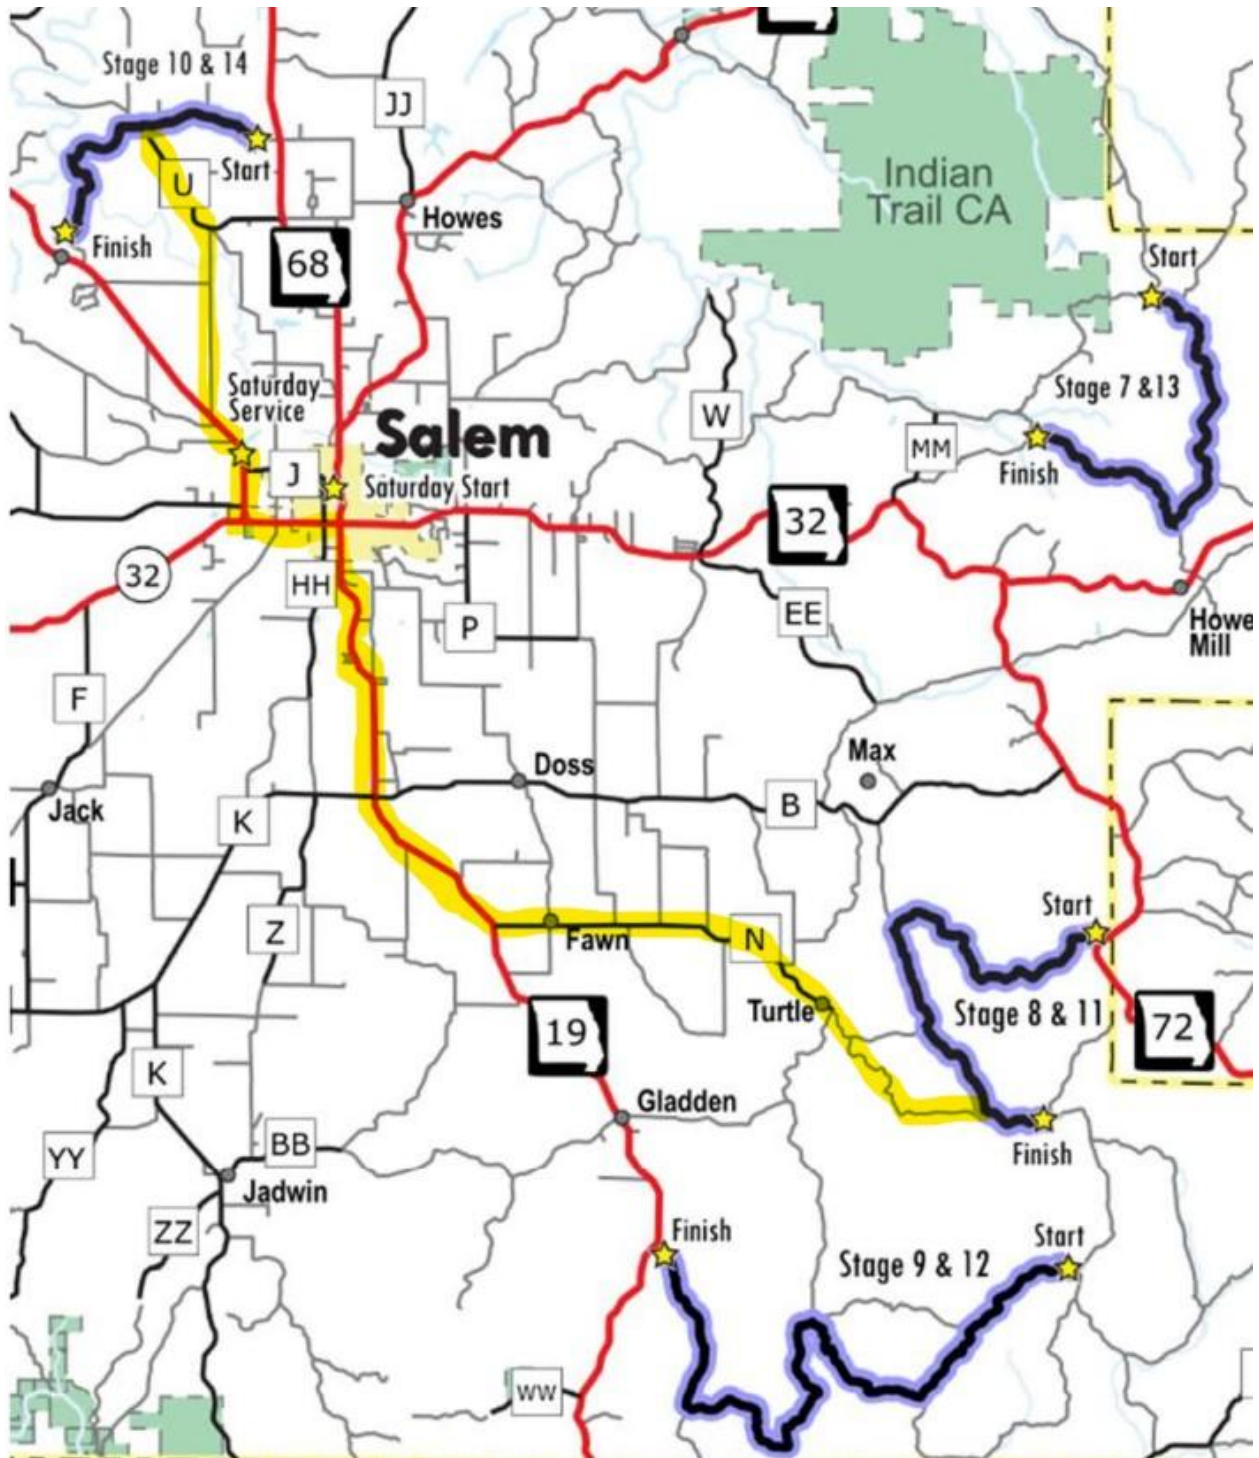 Stage 10 & 14
JJ
Start
U
Indian
Trail CA
Howes
Finish
Start
68
Stage 7 &13
Saturday
Service
Salem
W
MM
Finish
J
Saturday Start
32
32
HH
EE
P
Howe
Mill
F
Max
Doss
Jack
K
B
Start
Z
Fawn
N
Turtle
Stage 8 & 11
19
72
K
Gladden
BB
YY
Finish
Jadwin
ZZ
Finish
Start
Stage 9 & 12
WW